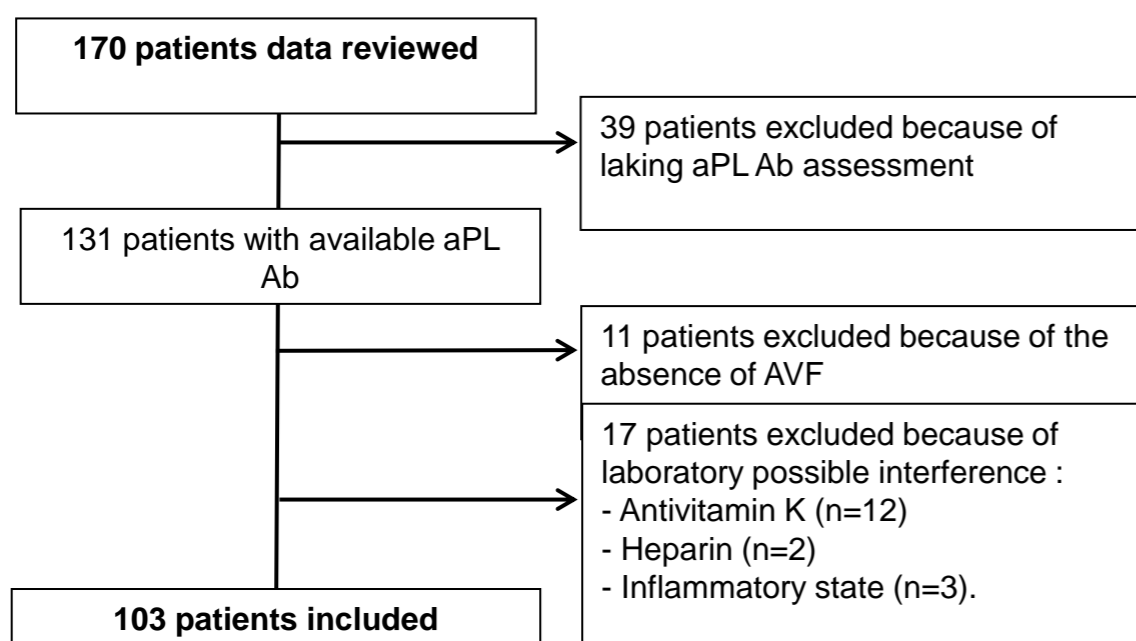 170 patients data reviewed
39 patients excluded because of
laking aPL Ab assessment
131 patients with available aPL
Ab
11 patients excluded because of the
absence of AVF
17 patients excluded because of
laboratory possible interference :
- Antivitamin K (n=12)
- Heparin (n=2)
- Inflammatory state (n=3).
103 patients included